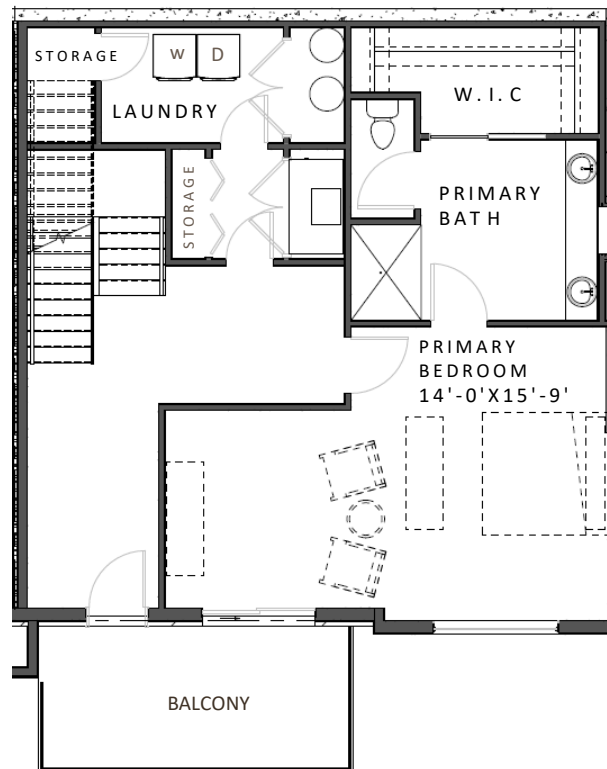 STORAGE
W D
LAUNDRY
W.I.C
STORAGE
PRIMARY
BATH
PRIMARY
BEDROOM
14'-0'X15'-9'
BALCONY